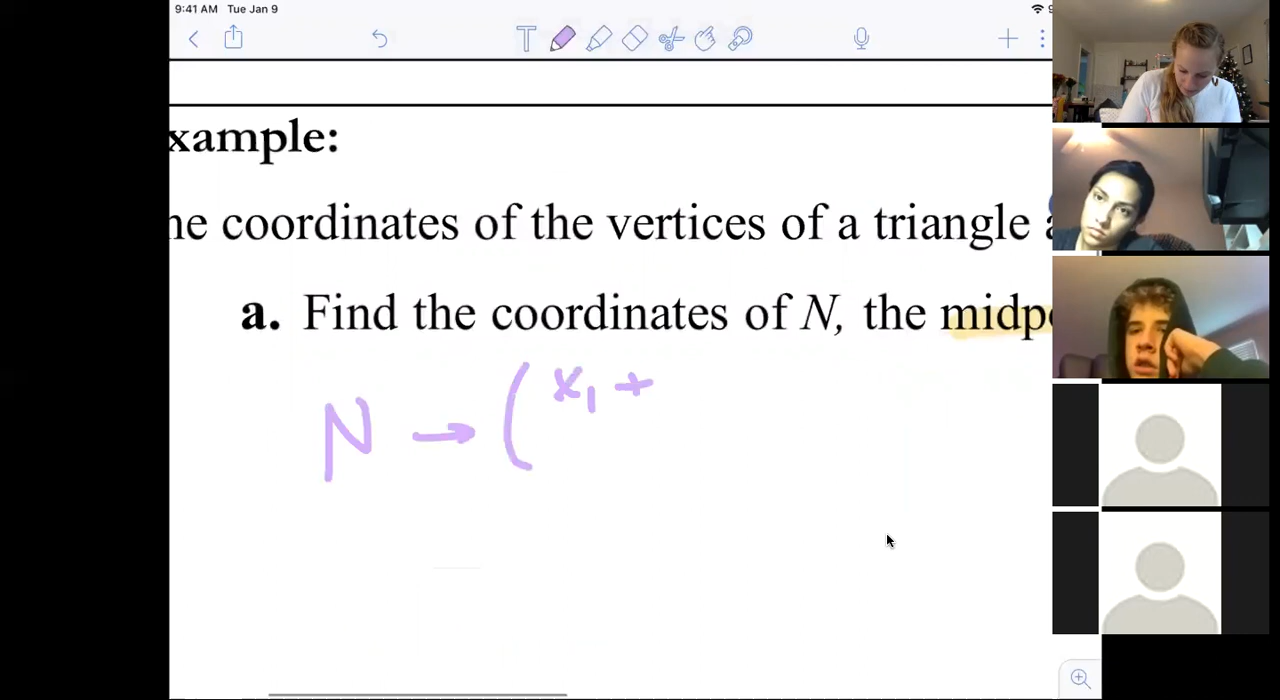 9:41 AM Tue Jan 9
T
xample:
he coordinates of the vertices of a triangle
a. Find the coordinates of N, the midp
N → ( x₁ +